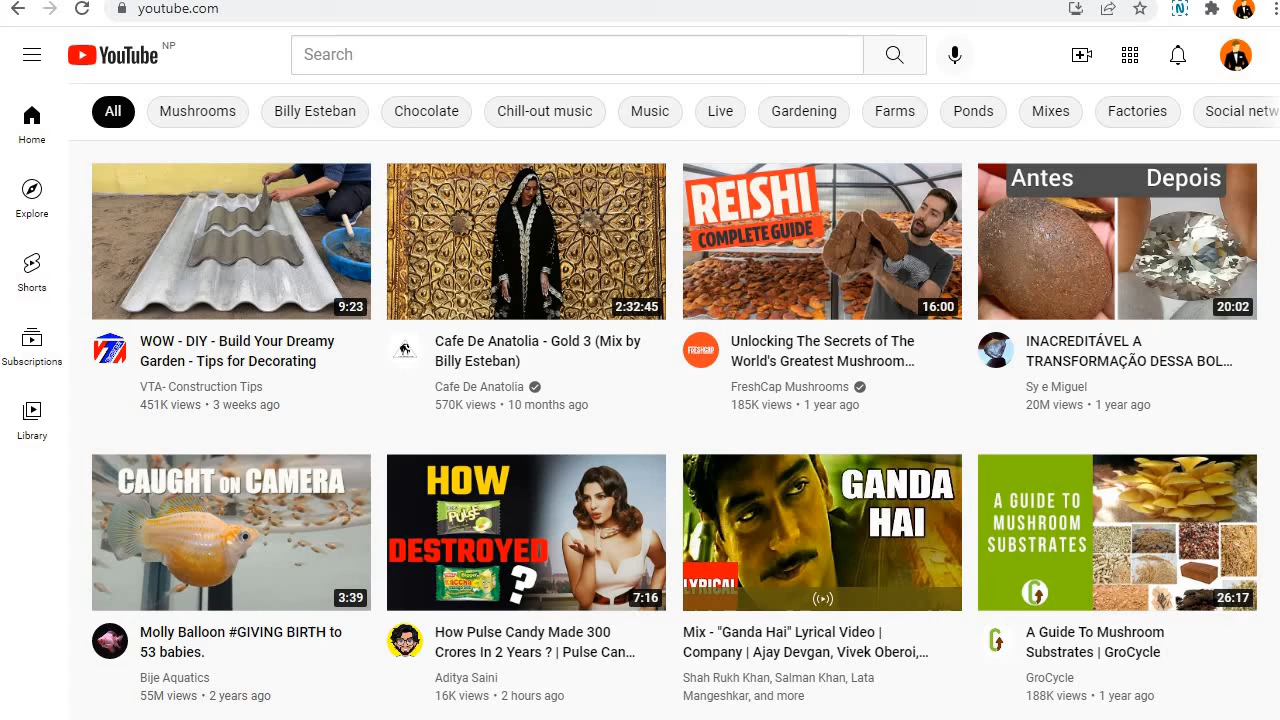 youtube.com
YouTube NP
Search
All Mushrooms Billy Esteban Chocolate Chill-out music Music Live Gardening Farms Ponds Mixes Factories Social netw
Home
Explore
Shorts
Subscriptions
Library
9:23
2:32:45
REISHI
COMPLETE GUIDE
16:00
Antes Depois
20:02
WOW - DIY - Build Your Dreamy
Garden - Tips for Decorating
VTA- Construction Tips
451K views • 3 weeks ago
Cafe De Anatolia - Gold 3 (Mix by
Billy Esteban)
Cafe De Anatolia
570K views • 10 months ago
FRESHCAP
Unlocking The Secrets of The
World's Greatest Mushroom...
FreshCap Mushrooms
185K views • 1 year ago
INACREDITÁVEL A
TRANSFORMAÇÃO DESSA BOL...
Sy e Miguel
20M views • 1 year ago
CAUGHT ON CAMERA
3:39
HOW
PULSE
DESTROYED
?
7:16
GANDA
HAI
LYRICAL
A GUIDE TO
MUSHROOM
SUBSTRATES
26:17
Molly Balloon #GIVING BIRTH to
53 babies.
Bije Aquatics
55M views • 2 years ago
How Pulse Candy Made 300
Crores In 2 Years ? | Pulse Can...
Aditya Saini
16K views • 2 hours ago
Mix - "Ganda Hai" Lyrical Video |
Company | Ajay Devgan, Vivek Oberoi,...
Shah Rukh Khan, Salman Khan, Lata
Mangeshkar, and more
A Guide To Mushroom
Substrates | GroCycle
GroCycle
188K views • 1 year ago